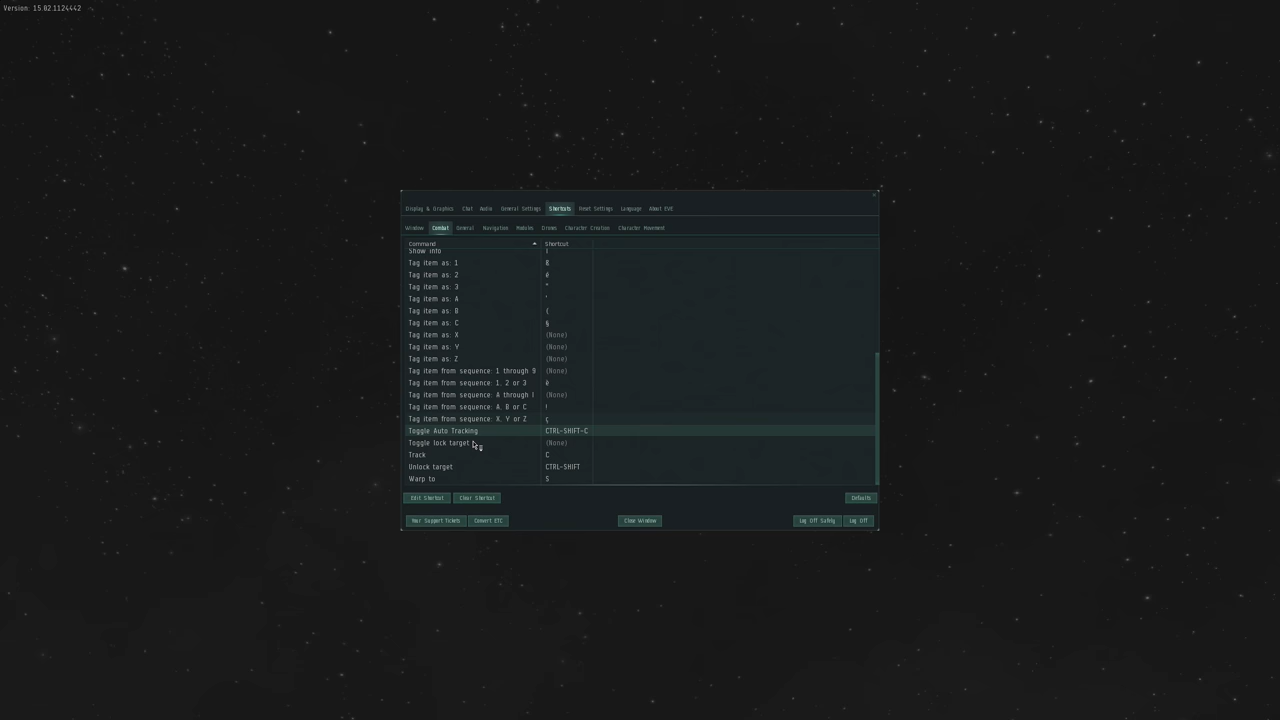 Version: 15.02.1124442
Display & Graphics Chat Audio General Settings Shortcuts Reset Settings Language About EVE
Window Combat General Navigation Modules Drones Character Creation Character Movement
Command Shortcut
Show info
Tag item as: 1 &
Tag item as: 2 é
Tag item as: 3 "
Tag item as: A '
Tag item as: B (
Tag item as: C §
Tag item as: X (None)
Tag item as: Y (None)
Tag item as: Z (None)
Tag item from sequence: 1 through 9 (None)
Tag item from sequence: 1, 2 or 3 è
Tag item from sequence: A through I (None)
Tag item from sequence: A, B or C !
Tag item from sequence: X, Y or Z ç
Toggle Auto Tracking CTRL-SHIFT-C
Toggle lock target (None)
Track C
Unlock target CTRL-SHIFT
Warp to S
Edit Shortcut Clear Shortcut Defaults
Your Support Tickets Convert ETC Close Window Log Off Safely Log Off